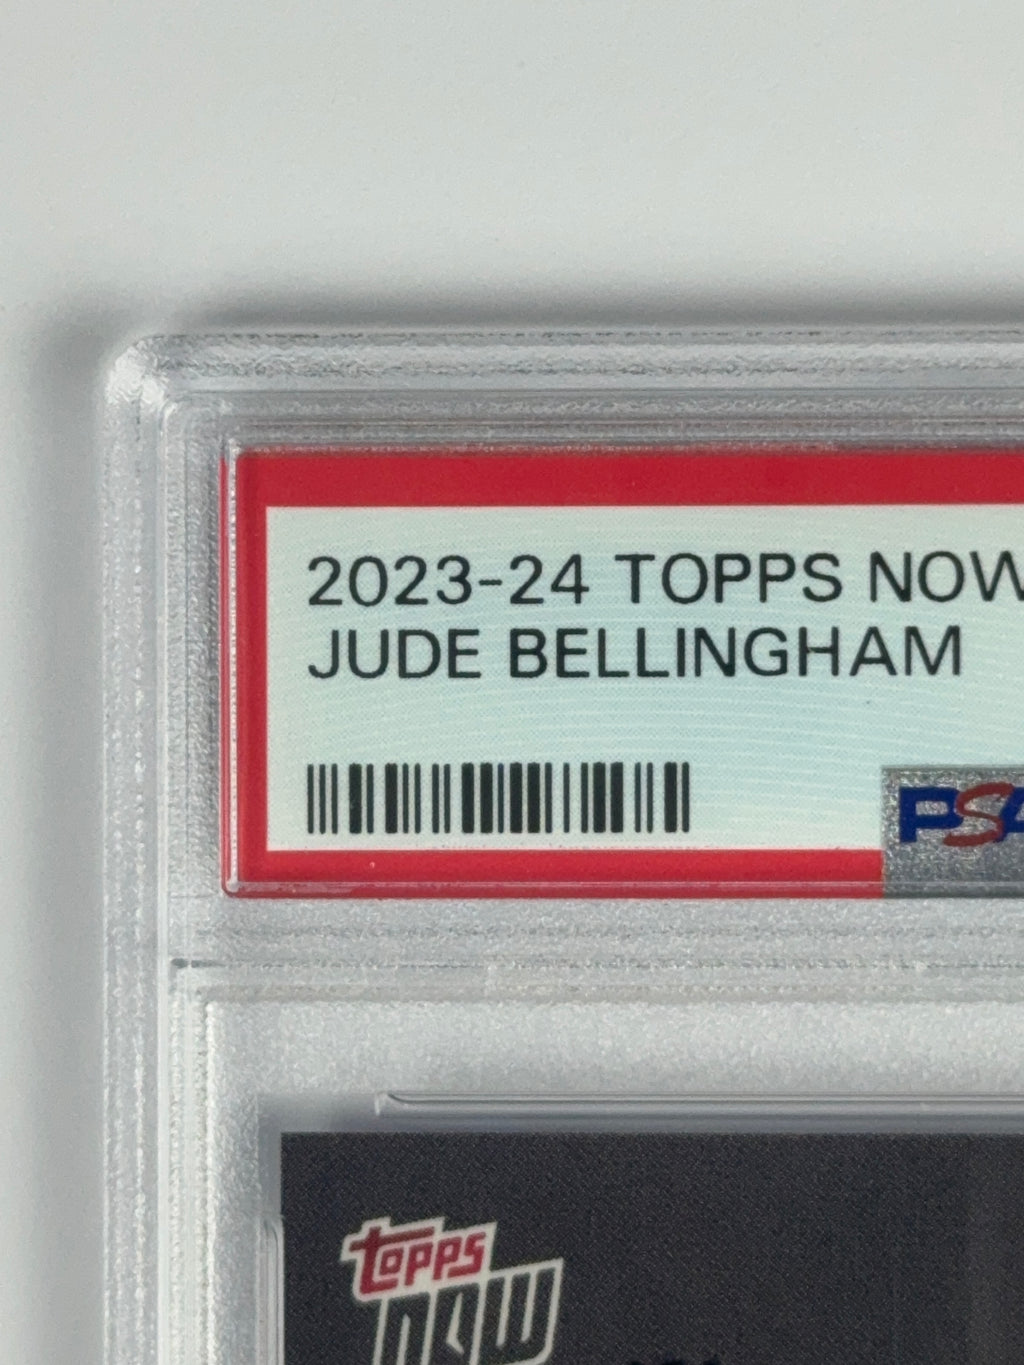 2023-24 TOPPS NOW
JUDE BELLINGHAM
PSA
topps
NOW